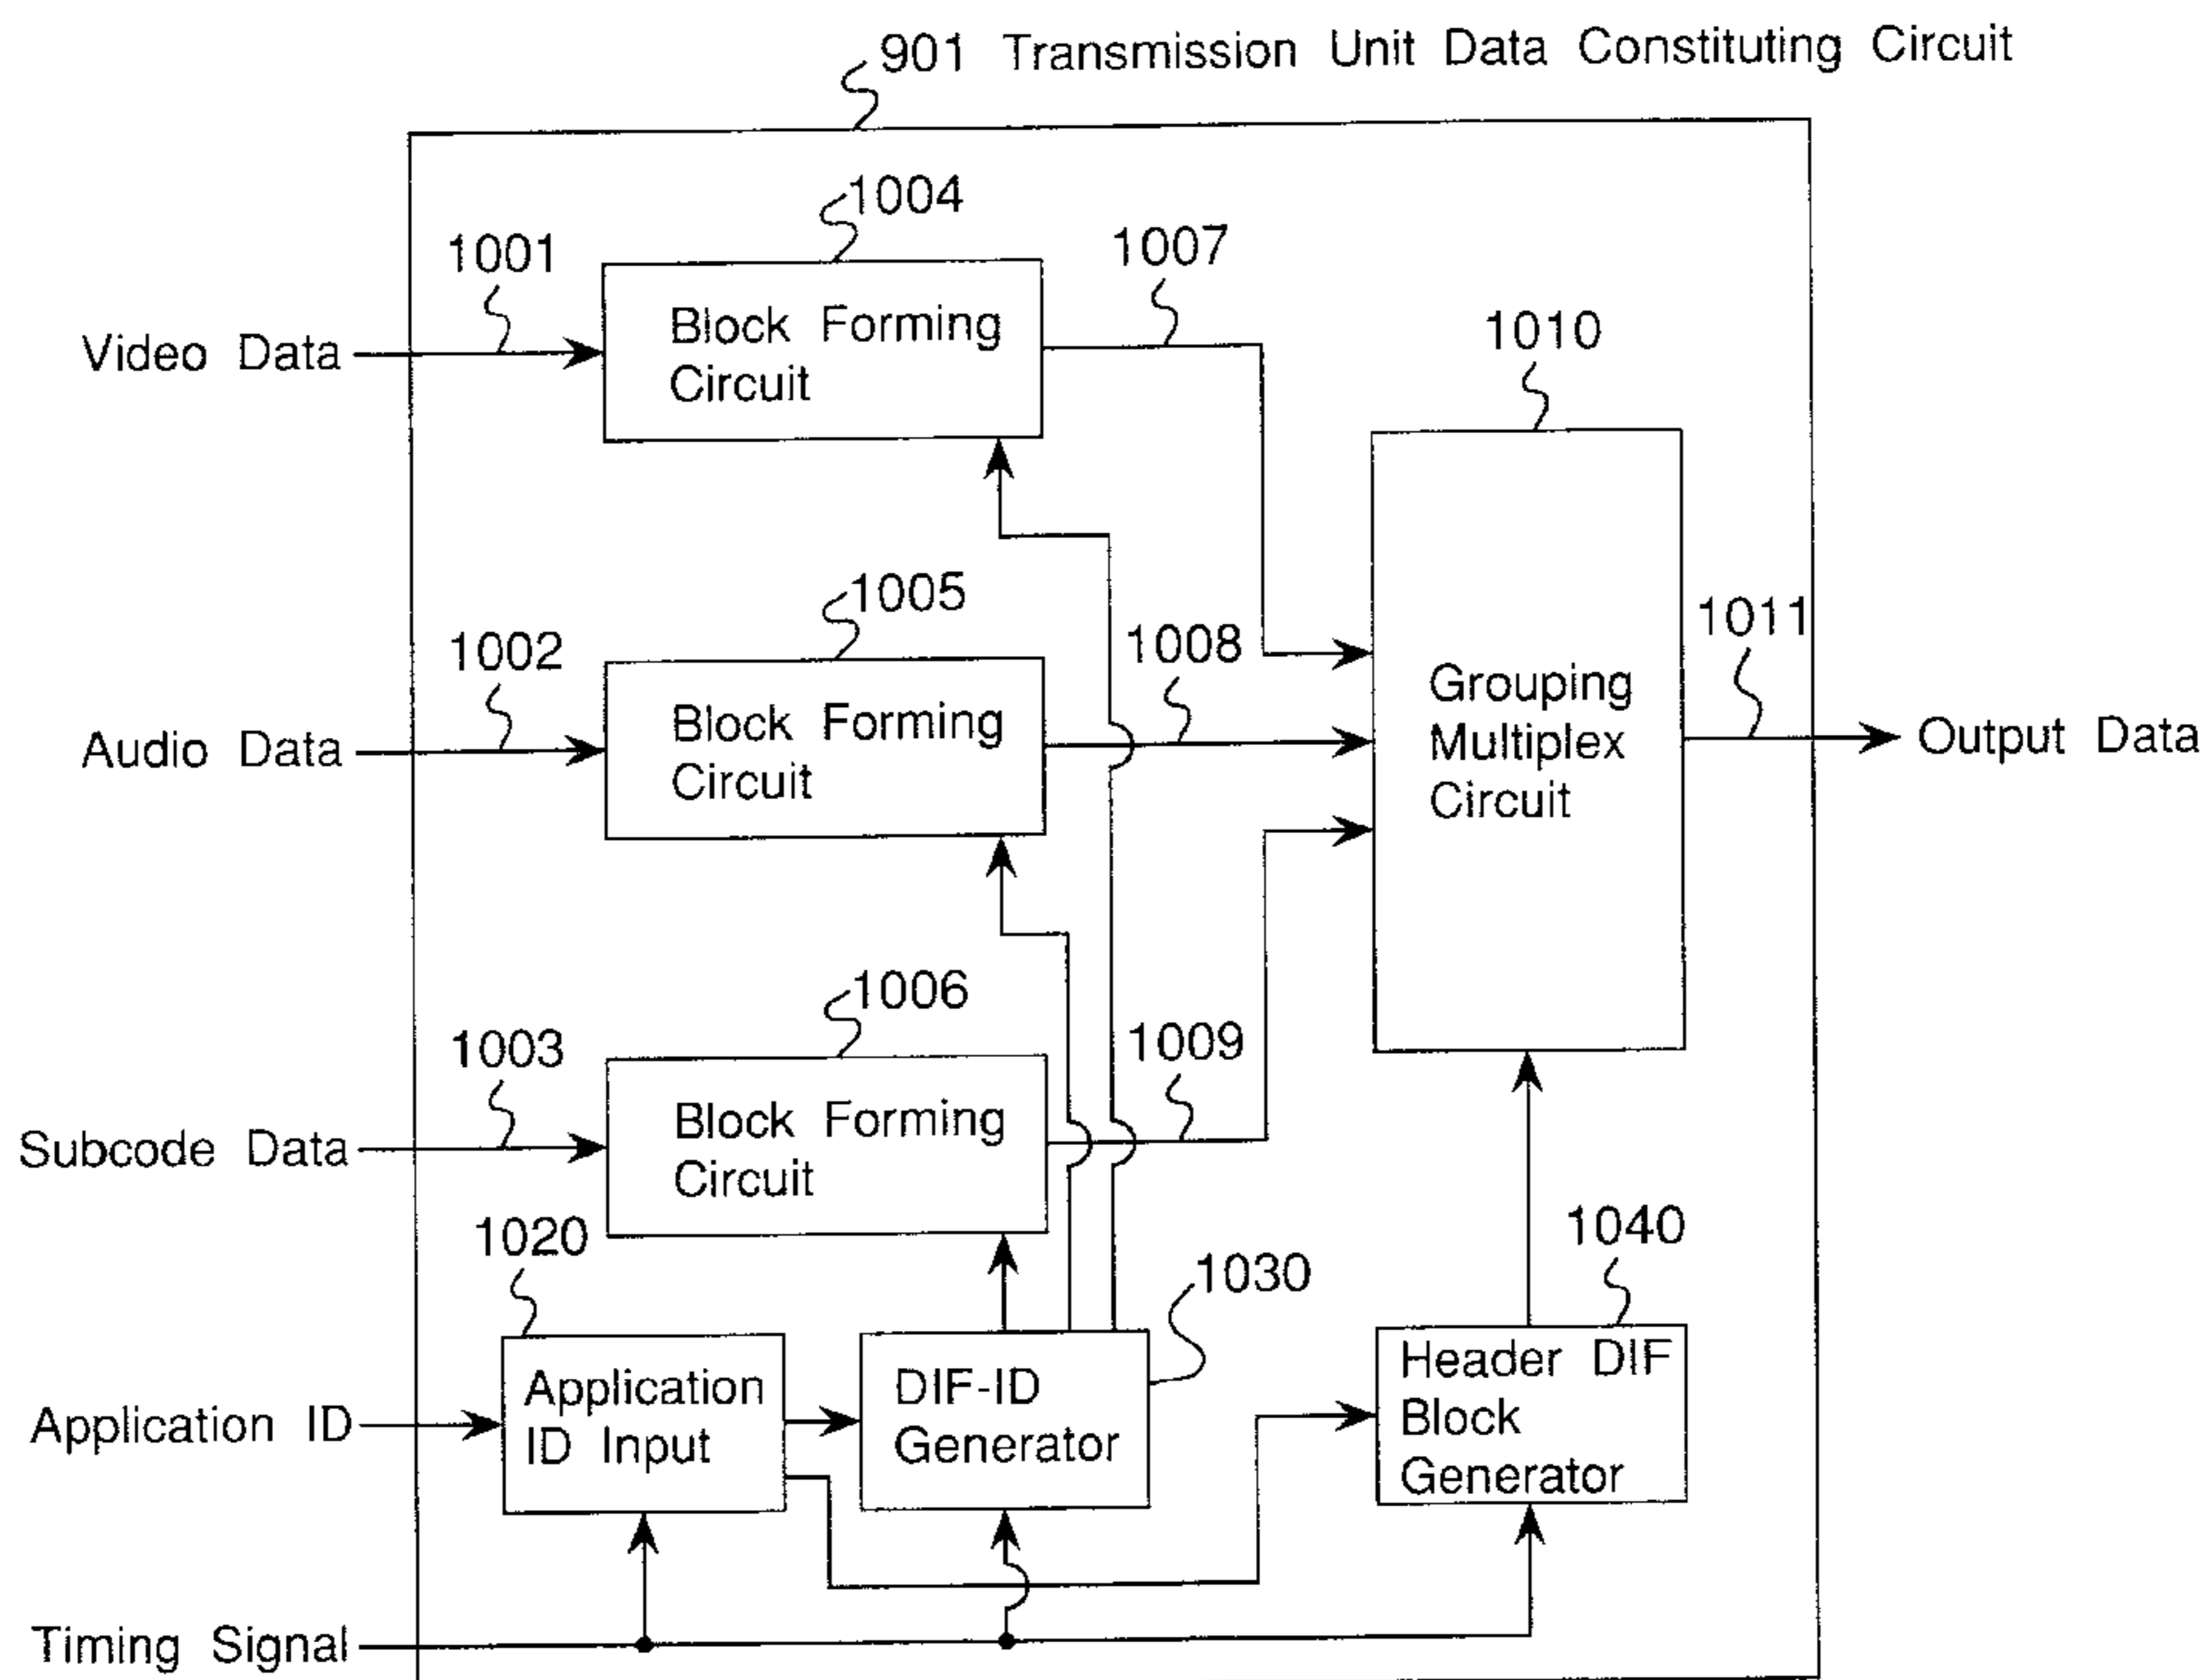 901 Transmission Unit Data Constituting Circuit
1004
1001
1007
Video Data
Block Forming
Circuit
1010
1005
1002
1008
1011
Audio Data
Block Forming
Circuit
Grouping
Multiplex
Circuit
Output Data
1006
1003
1009
Subcode Data
Block Forming
Circuit
1020
1030
1040
Application ID
Application
ID Input
DIF-ID
Generator
Header DIF
Block
Generator
Timing Signal